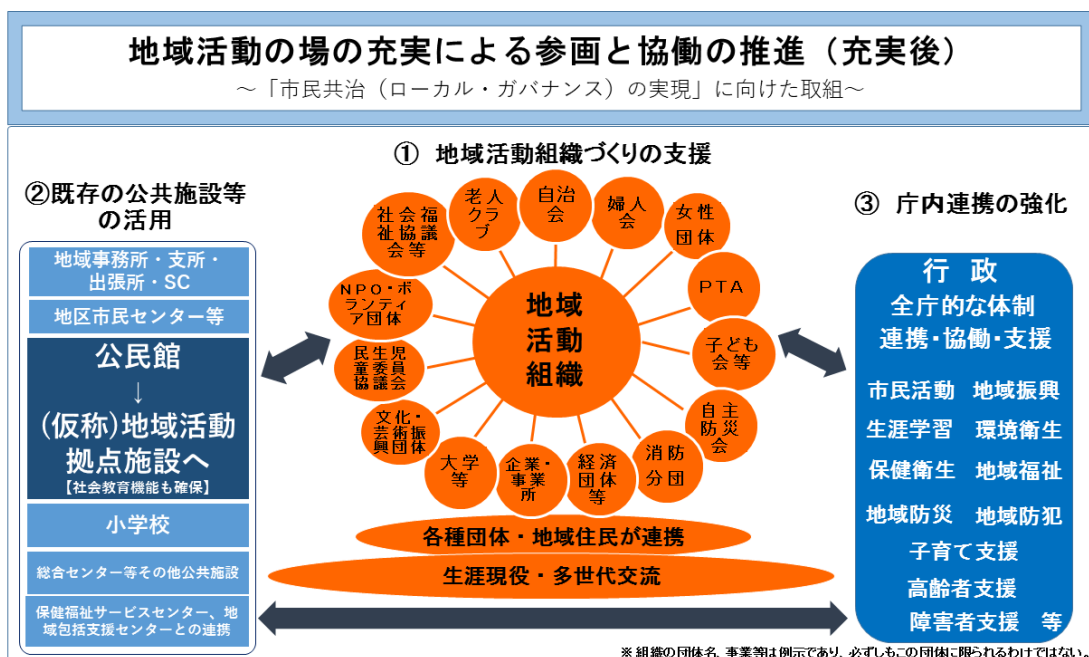 地域活動の場の充実による参画と協働の推進（充実後）
～「市民共治（ローカル・ガバナンス）の実現」に向けた取組～
① 地域活動組織づくりの支援
②既存の公共施設等
の活用
地域事務所・支所・
出張所・SC
地区市民センター等
公民館
↓
(仮称)地域活動
拠点施設へ
【社会教育機能も確保】
小学校
総合センター等その他公共施設
保健福祉サービスセンター、地
域包括支援センターとの連携
地域
活動
組織
自治
会
婦人
会
女性
団体
PTA
子ども
会等
自主
防災
会
消防
分団
経済
団体
等
企業・
事業
所
大学
等
文化・
芸術振
興団体
民生児
童委員
協議会
NPO・ボ
ランティ
ア団体
社会福
祉協議
会等
老人
クラ
ブ
各種団体・地域住民が連携
生涯現役・多世代交流
③ 庁内連携の強化
行 政
全庁的な体制
連携・協働・支援
市民活動 地域振興
生涯学習 環境衛生
保健衛生 地域福祉
地域防災 地域防犯
子育て支援
高齢者支援
障害者支援 等
※組織の団体名、事業等は例示であり、必ずしもこの団体に限られるわけではない。